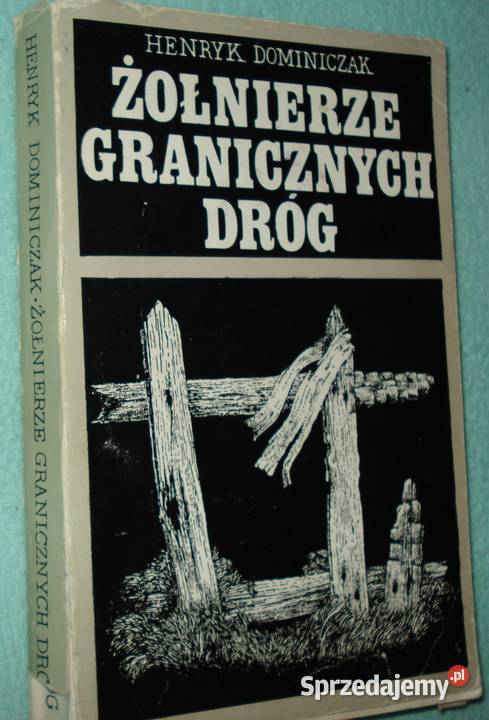 HENRYK DOMINICZAK
ŻOŁNIERZE
GRANICZNYCH
DRÓG
HENRYK DOMINICZAK · ŻOŁNIERZE GRANICZNYCH DRÓG
Sprzedajemy.pl